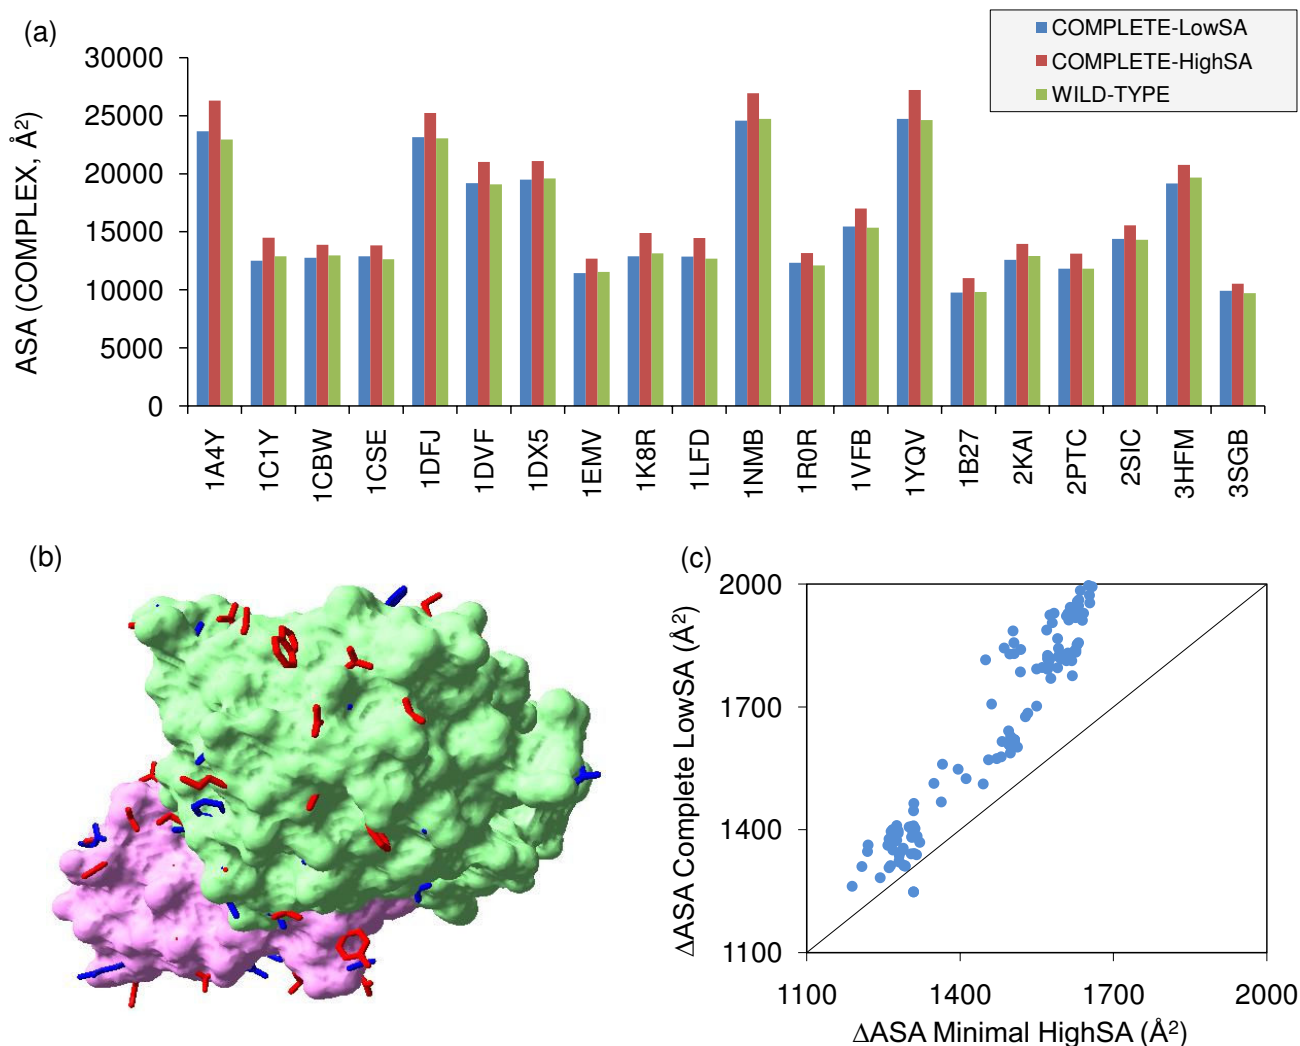 (a)
COMPLETE-LowSA
COMPLETE-HighSA
WILD-TYPE
ASA (COMPLEX, Å²)
30000
25000
20000
15000
10000
5000
0
1A4Y
1C1Y
1CBW
1CSE
1DFJ
1DVF
1DX5
1EMV
1K8R
1LFD
1NMB
1R0R
1VFB
1YQV
1B27
2KAI
2PTC
2SIC
3HFM
3SGB
(b)
(c)
ΔASA Complete LowSA (Å²)
2000
1700
1400
1100
1100 1400 1700 2000
ΔASA Minimal HighSA (Å²)